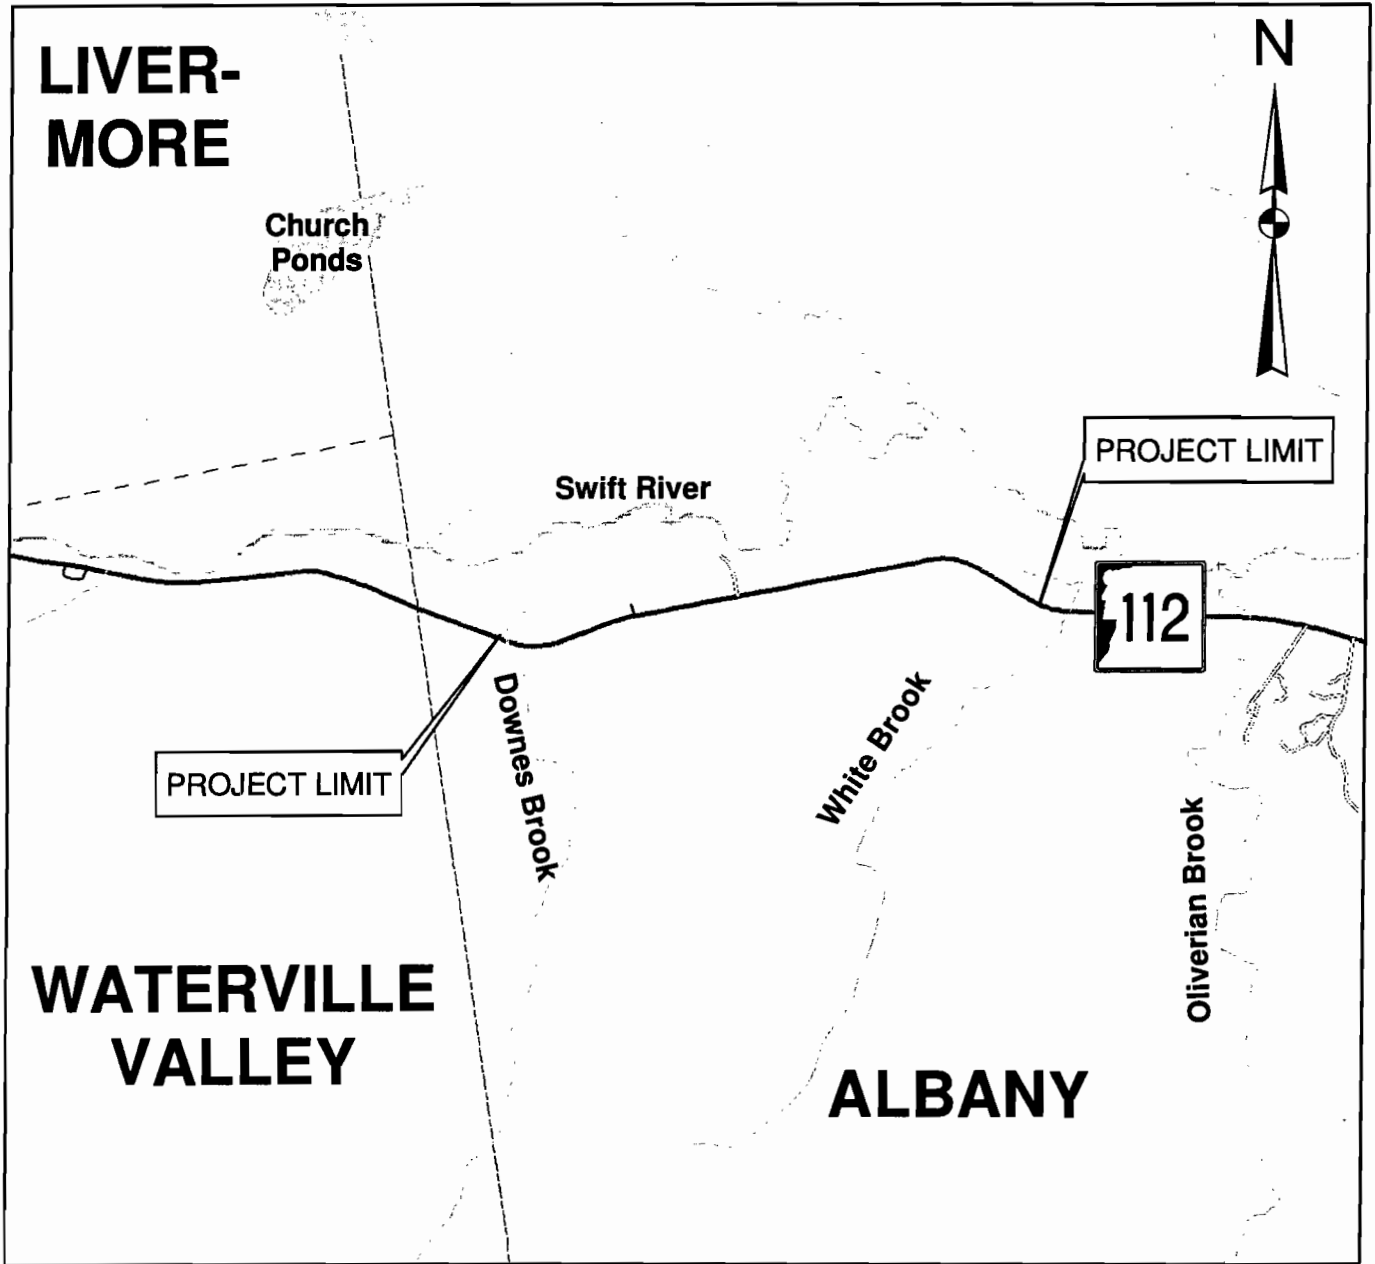 LIVER-
MORE
N
Church
Ponds
PROJECT LIMIT
Swift River
112
Downes Brook
White Brook
PROJECT LIMIT
Oliverian Brook
WATERVILLE
VALLEY
ALBANY